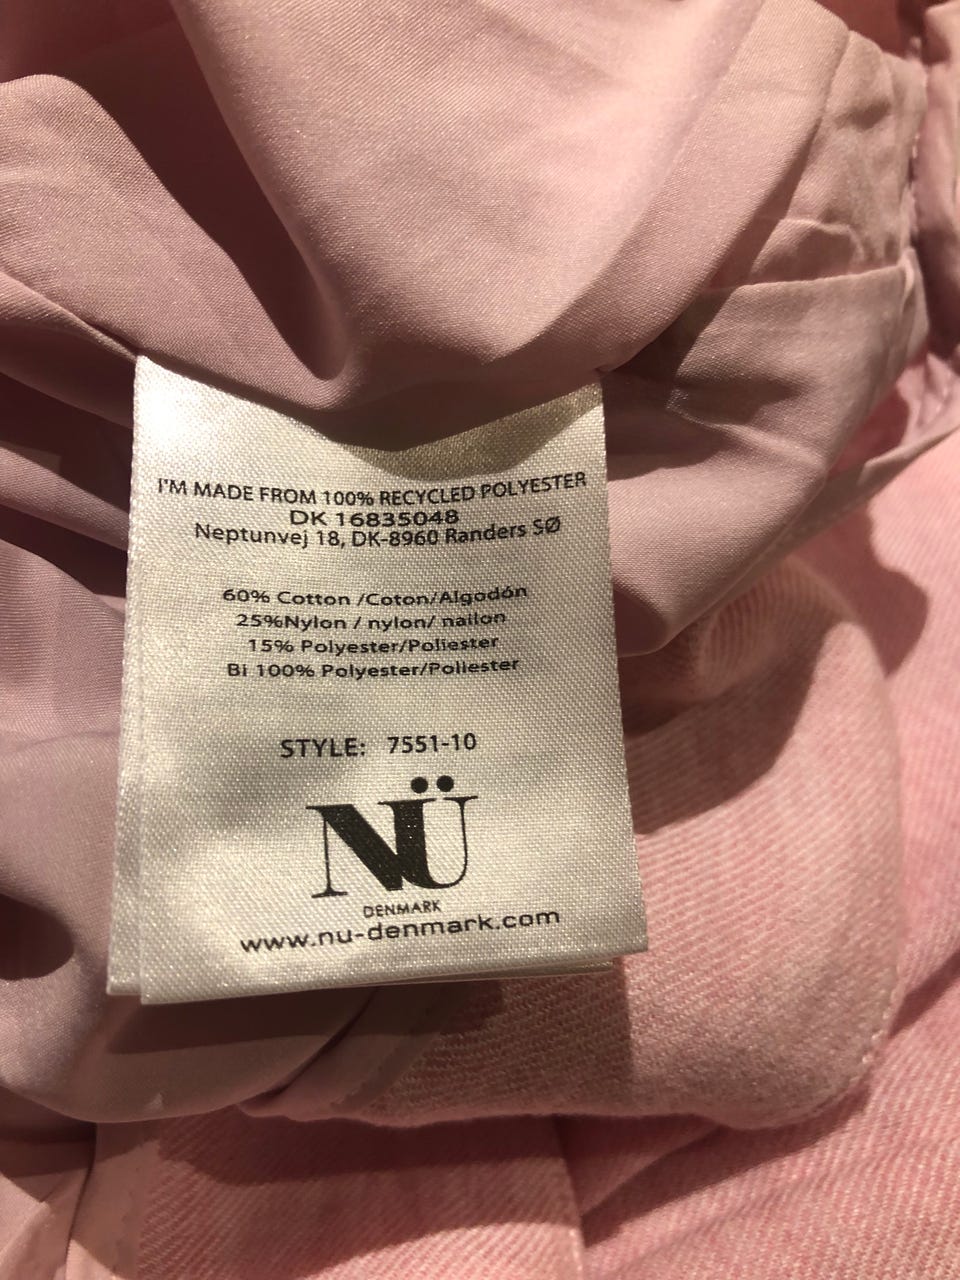 I'M MADE FROM 100% RECYCLED POLYESTER
DK 16835048
Neptunvej 18, DK-8960 Randers SØ
60% Cotton /Coton/Algodón
25%Nylon / nylon/ nailon
15% Polyester/Poliester
Bi 100% Polyester/Poliester
STYLE: 7551-10
NÜ
DENMARK
www.nu-denmark.com